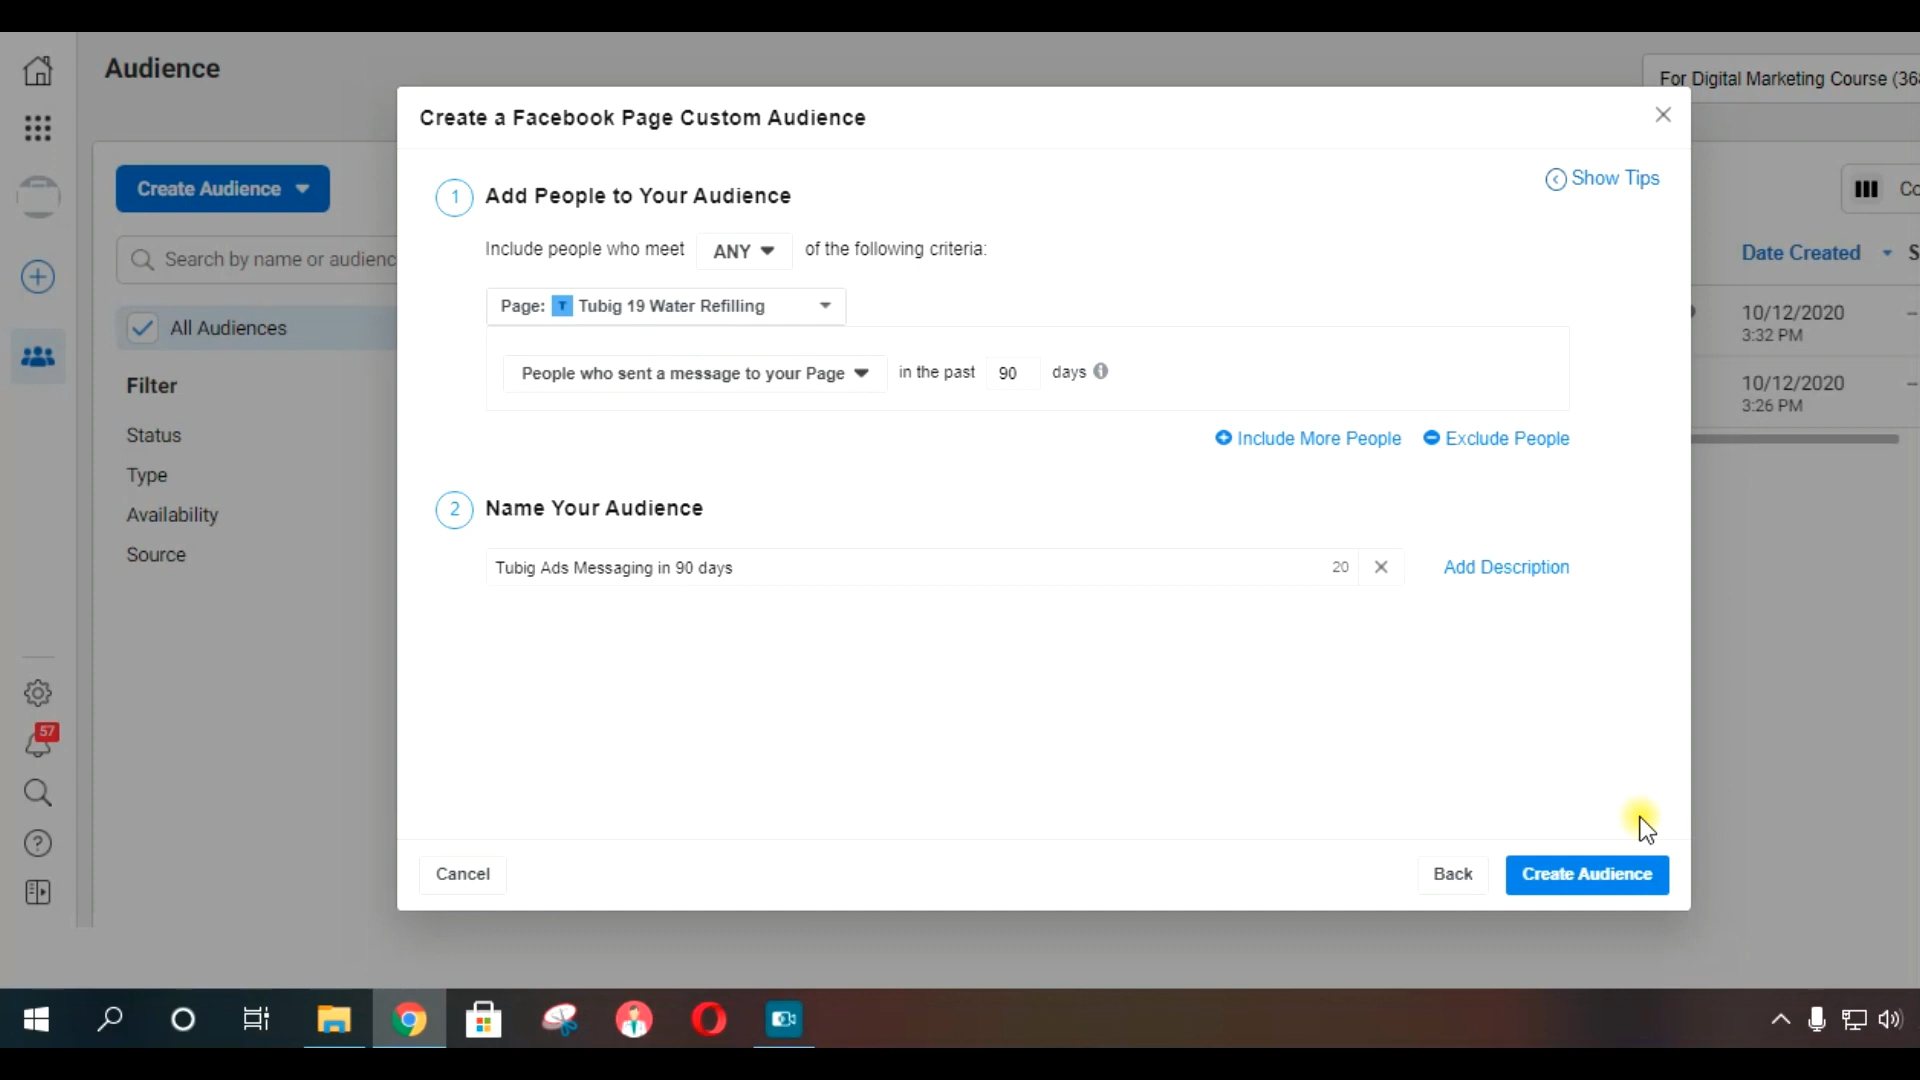 Audience
For Digital Marketing Course (368
Create a Facebook Page Custom Audience
Create Audience
Show Tips
1 Add People to Your Audience
Include people who meet ANY of the following criteria:
Search by name or audienc
Date Created
Page: T Tubig 19 Water Refilling
All Audiences
10/12/2020
3:32 PM
People who sent a message to your Page in the past 90 days
Filter
10/12/2020
3:26 PM
Status
Include More People Exclude People
Type
2 Name Your Audience
Availability
Source
Tubig Ads Messaging in 90 days 20 Add Description
57
Cancel Back Create Audience